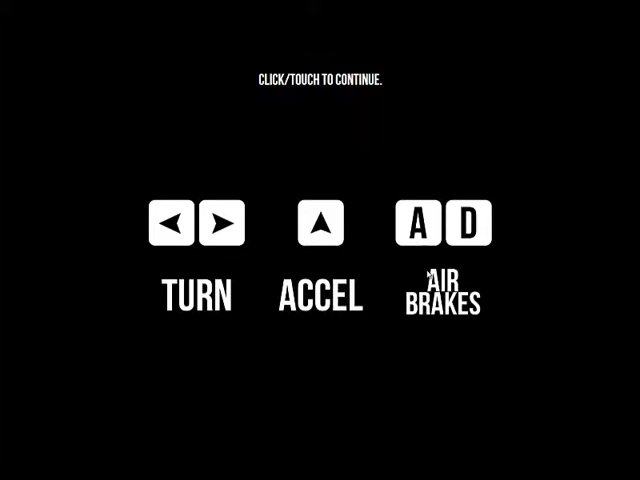 CLICK/TOUCH TO CONTINUE.
A D
TURN
ACCEL
AIR
BRAKES